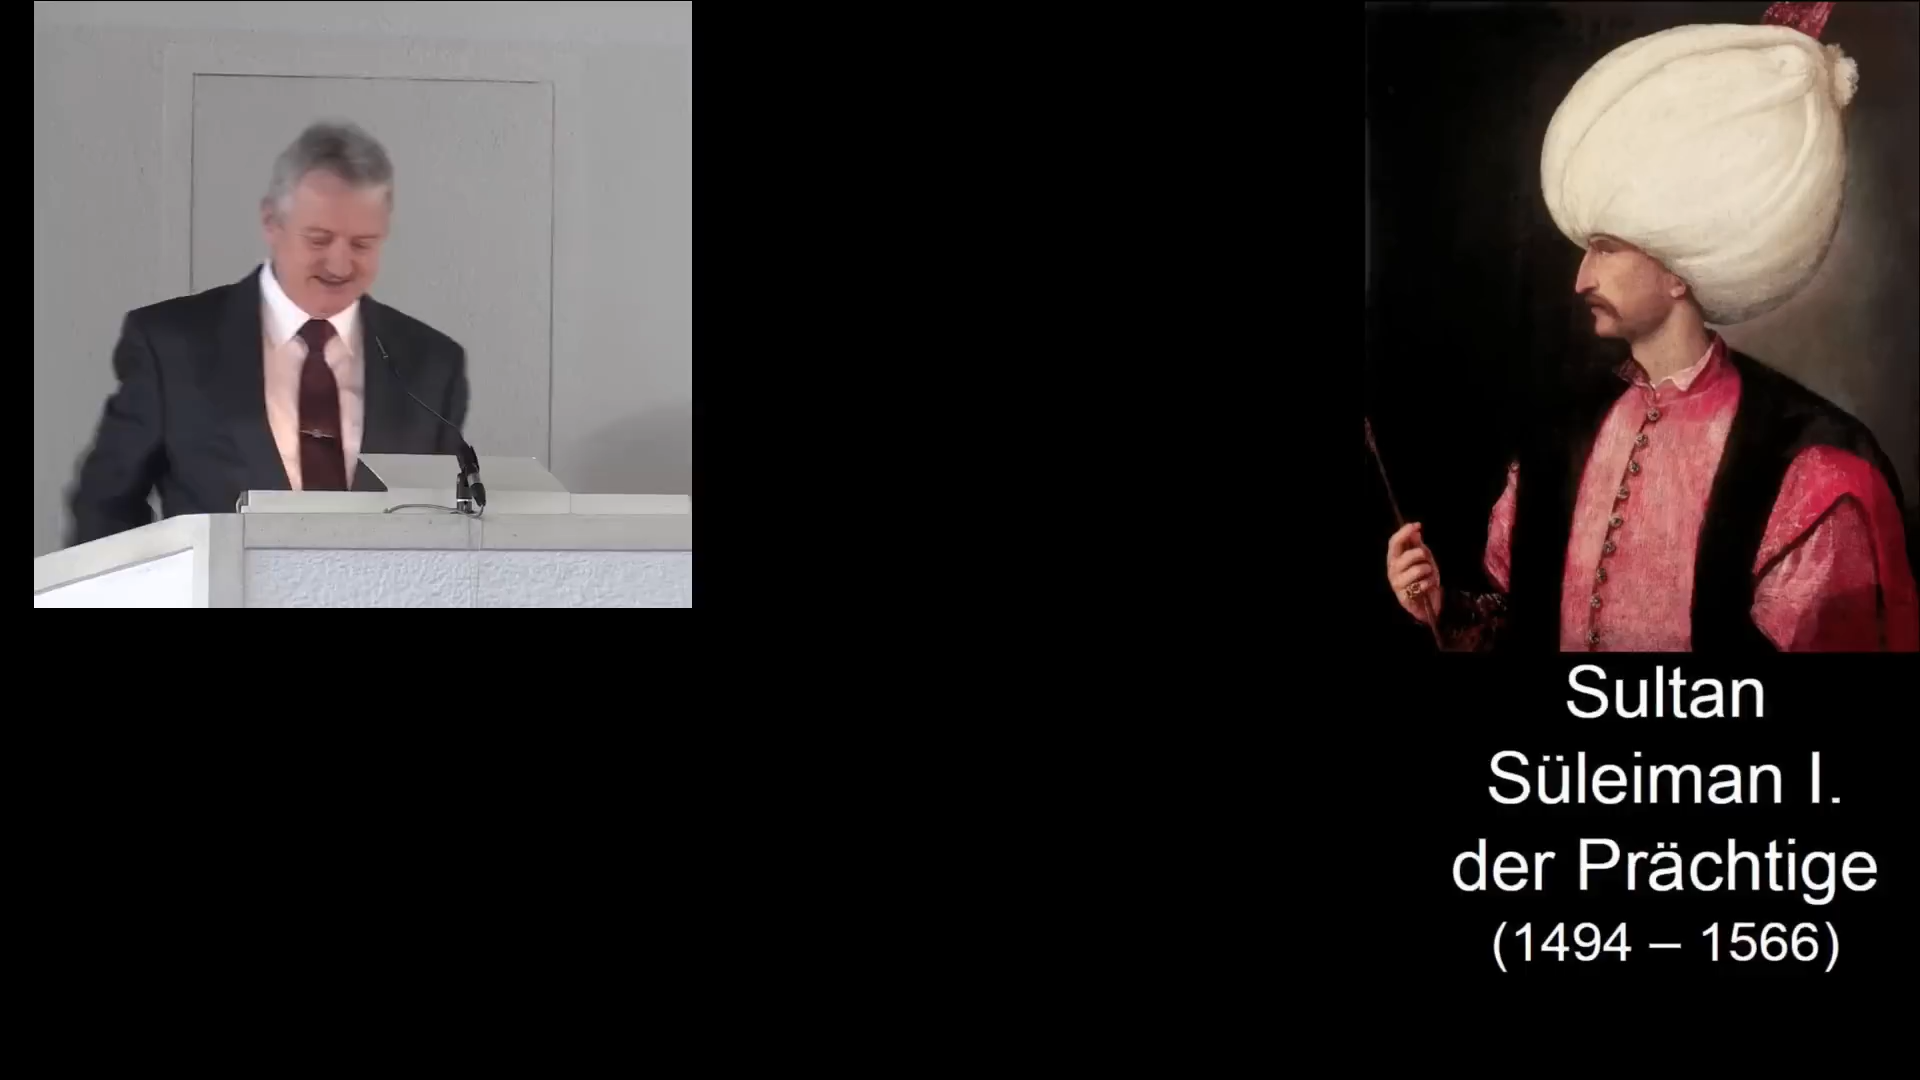 Sultan
Süleiman I.
der Prächtige
(1494 – 1566)